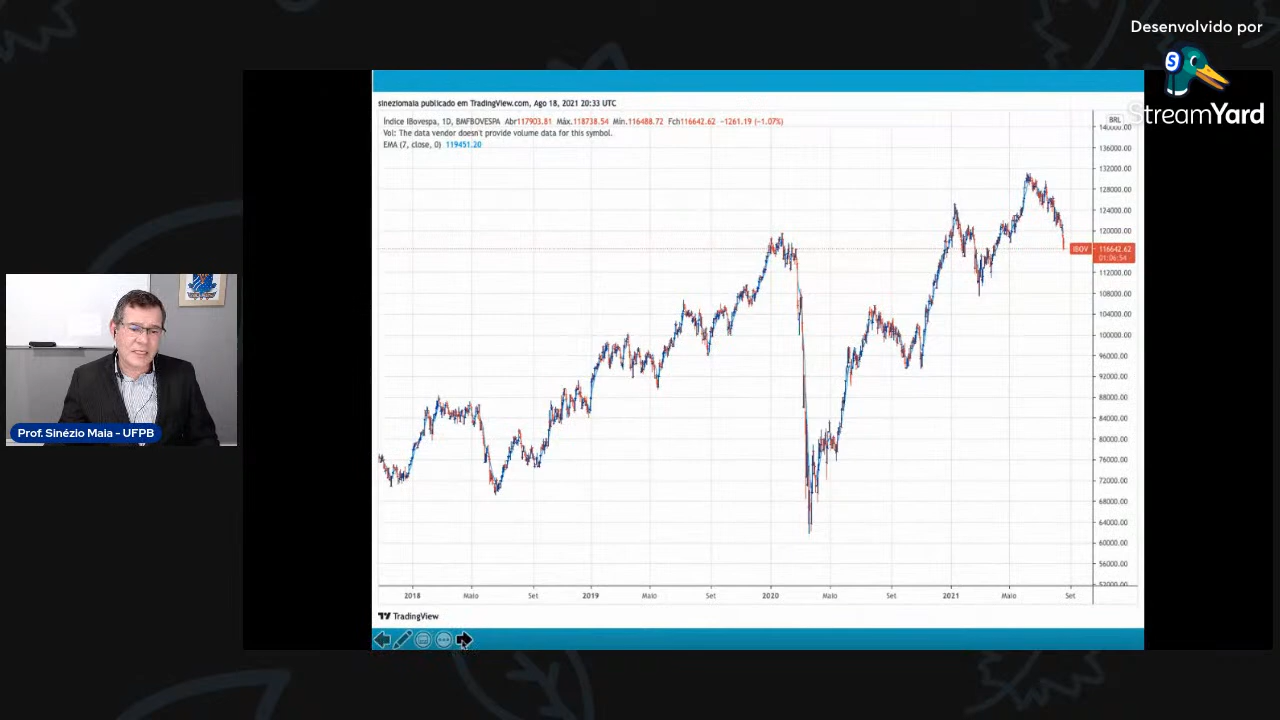 Desenvolvido por
StreamYard
sineziomaia publicado em TradingView.com, Ago 18, 2021 20:33 UTC
Índice IBovespa, 1D, BMFBOVESPA Abr117903.81 Máx.118738.54 Mín.116488.72 Fch116642.62 −1261.19 (−1.07%)
Vol: The data vendor doesn't provide volume data for this symbol.
EMA (7, close, 0) 119451.20
BRL
140000.00
136000.00
132000.00
128000.00
124000.00
120000.00
IBOV 116642.62
01:06:54
112000.00
108000.00
104000.00
100000.00
96000.00
92000.00
88000.00
84000.00
80000.00
76000.00
72000.00
68000.00
64000.00
60000.00
56000.00
52000.00
2018 Maio Set 2019 Maio Set 2020 Maio Set 2021 Maio Set
TradingView
Prof. Sinézio Maia - UFPB